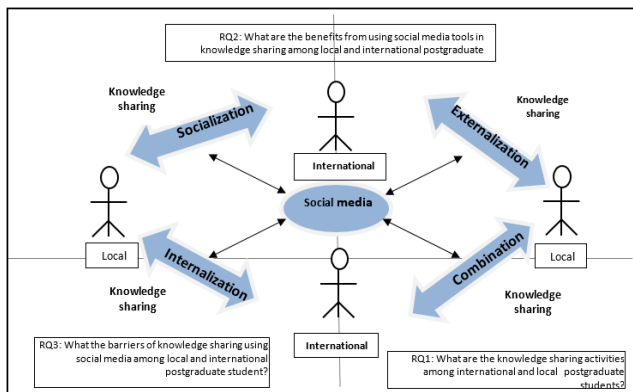 RQ2: What are the benefits from using social media tools in
knowledge sharing among local and international postgraduate
Knowledge
sharing
Socialization
Externalization
Knowledge
sharing
International
Social media
Local
Local
Internalization
Combination
Knowledge
sharing
Knowledge
sharing
International
RQ3: What the barriers of knowledge sharing using
social media among local and international
postgraduate student?
RQ1: What are the knowledge sharing activities
among international and local postgraduate
students?